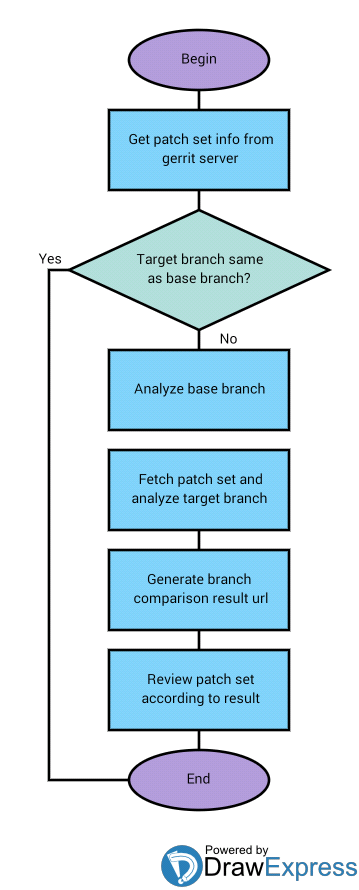 Begin
Get patch set info from
gerrit server
Yes
Target branch same
as base branch?
No
Analyze base branch
Fetch patch set and
analyze target branch
Generate branch
comparison result url
Review patch set
according to result
End
Powered by
DrawExpress